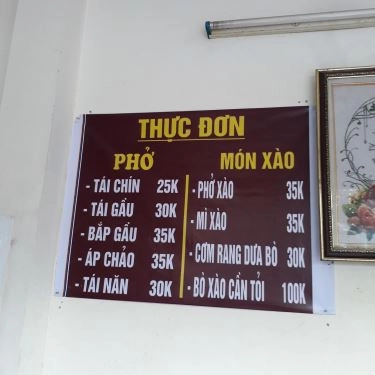 THỰC ĐƠN
PHỞ
- TÁI CHÍN 25K
- TÁI GẦU 30K
- BẮP GẦU 35K
- ÁP CHẢO 35K
- TÁI NĂN 30K
MÓN XÀO
- PHỞ XÀO 35K
- MÌ XÀO 35K
- CƠM RANG DƯA BÒ 30K
- BÒ XÀO CẦN TỎI 100K